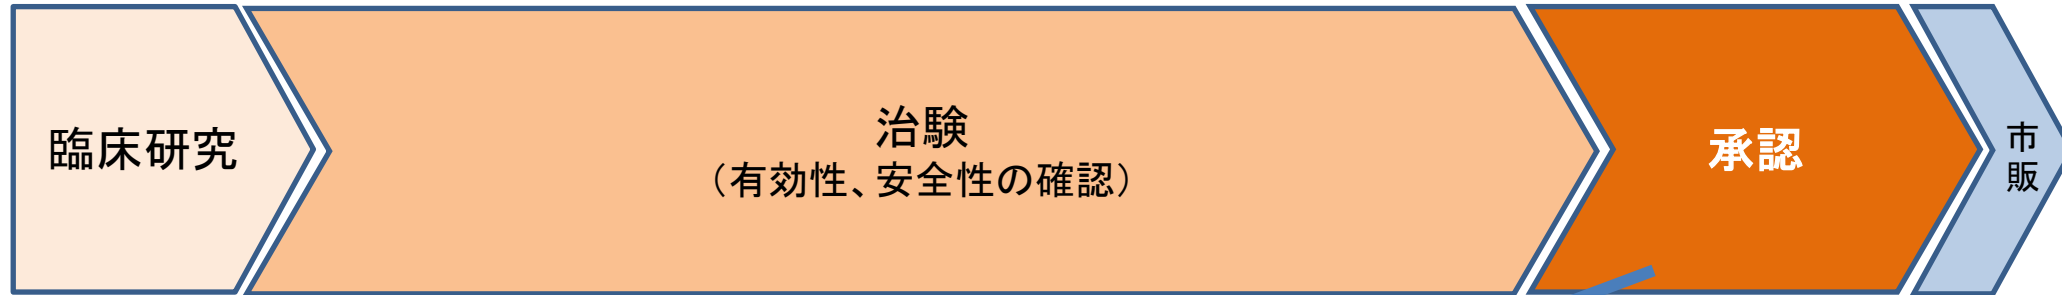 臨床研究
治験
（有効性、安全性の確認）
承認
市
販